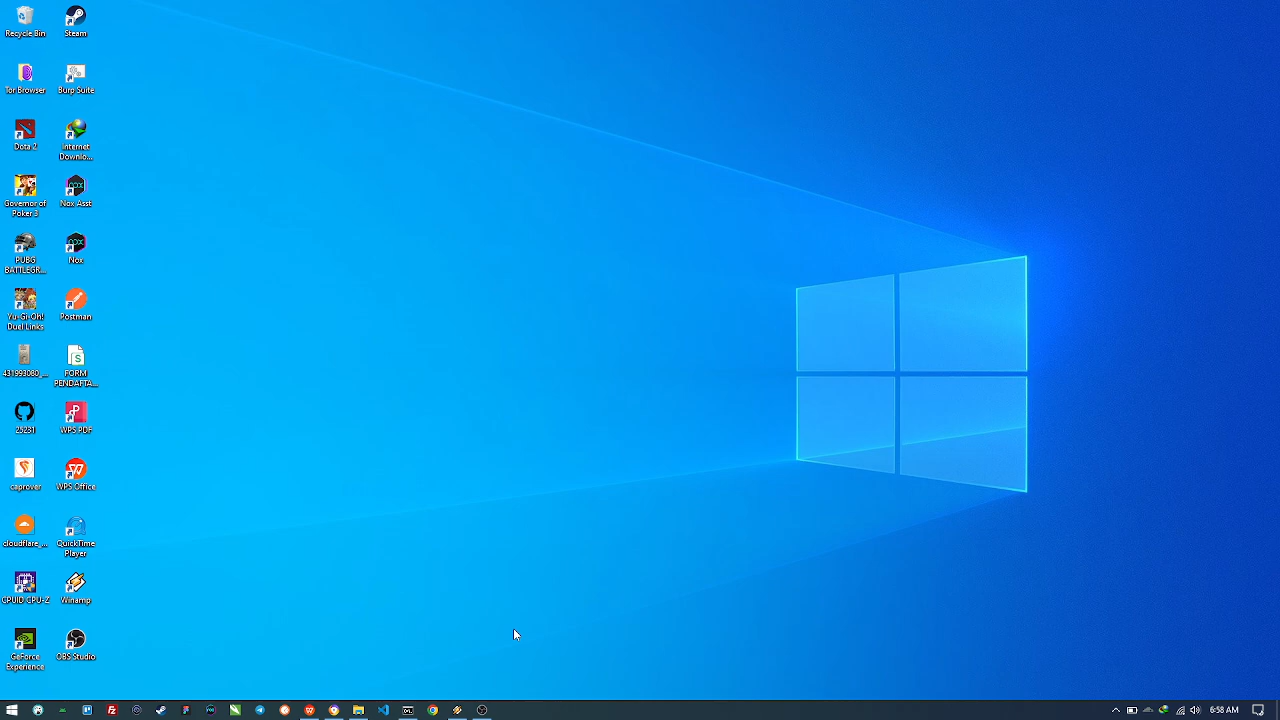 Recycle Bin
Steam
Tor Browser
Burp Suite
Dota 2
Internet
Downlo...
Governor of
Poker 3
Nox Asst
PUBG
BATTLEGR...
Nox
Yu-Gi-Oh!
Duel Links
Postman
431993080_...
FORM
PENDAFTA...
25231
WPS PDF
caprover
WPS Office
cloudflare_...
QuickTime
Player
CPUID CPU-Z
Winamp
GeForce
Experience
OBS Studio
6:58 AM